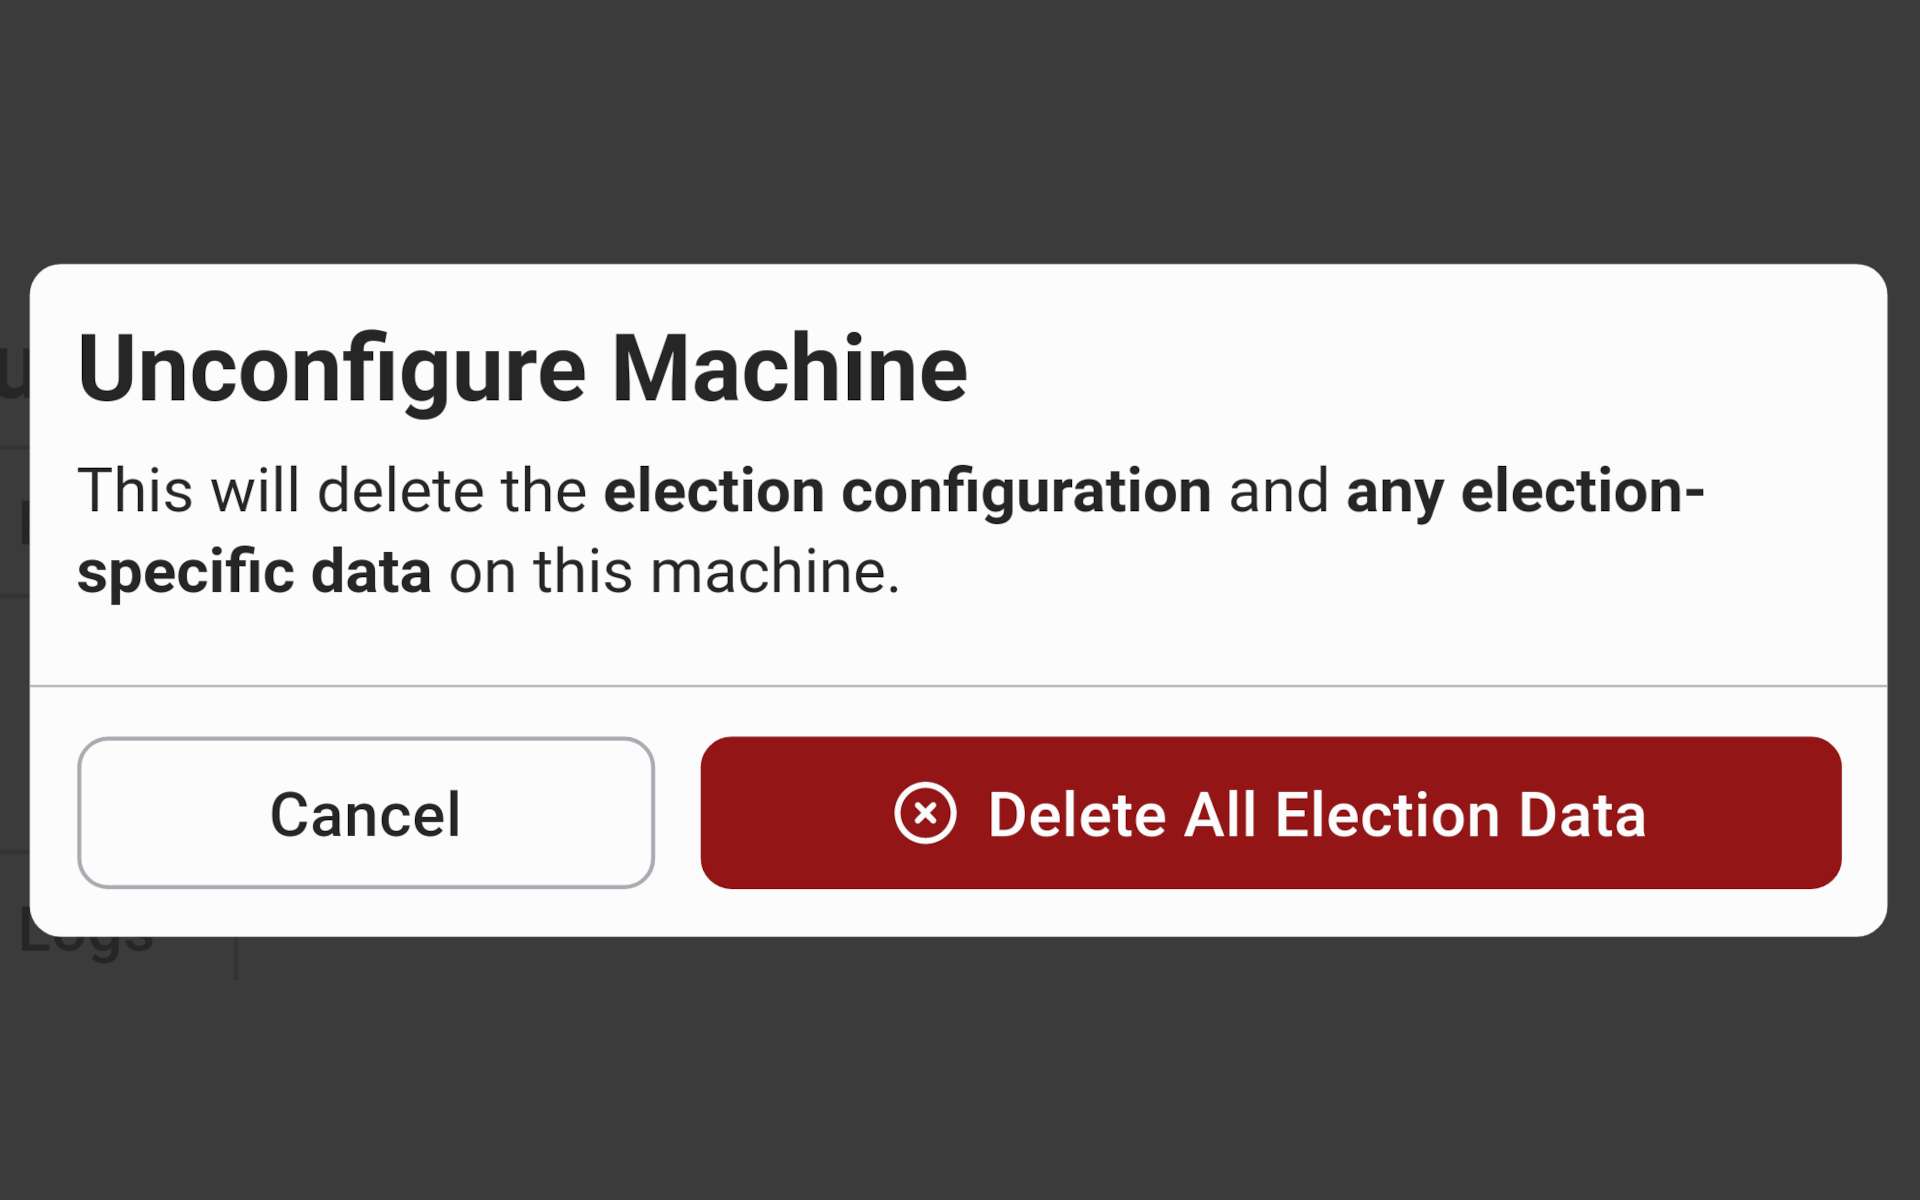 Unconfigure Machine
This will delete the election configuration and any election-
specific data on this machine.
Cancel
Delete All Election Data
Logs